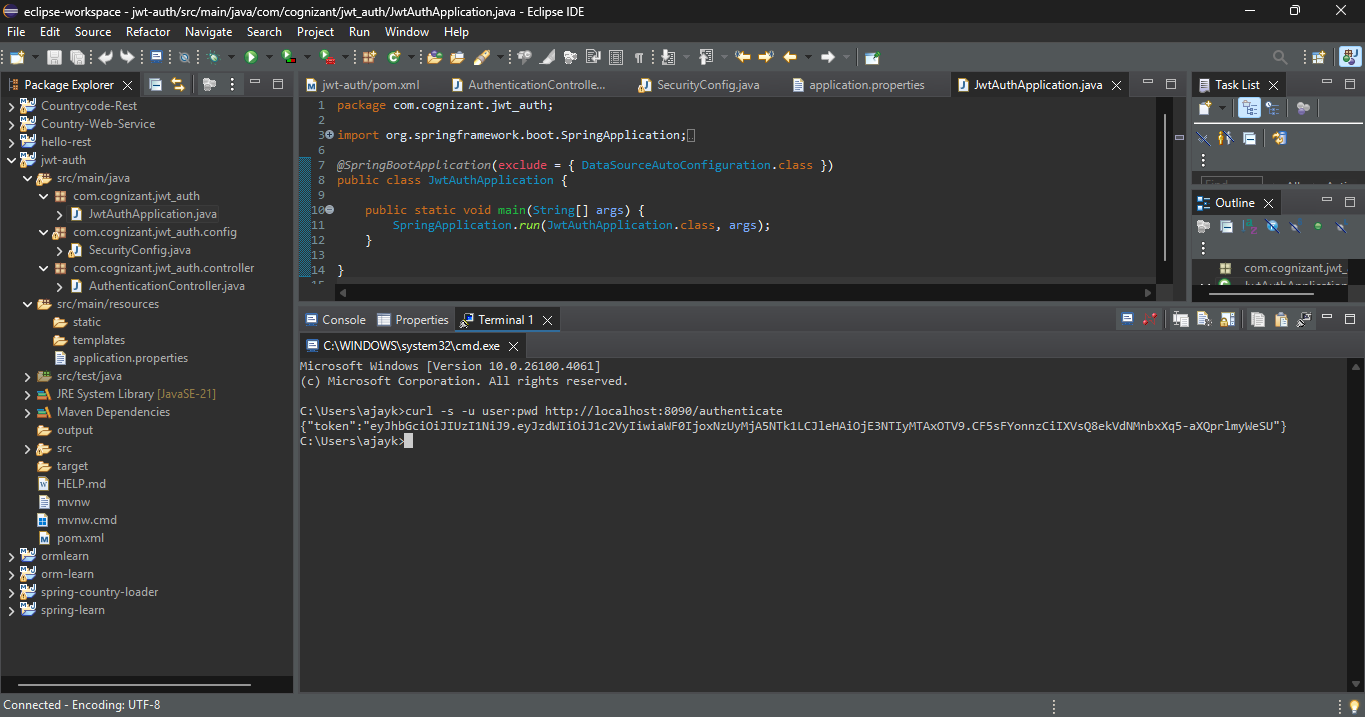 eclipse-workspace - jwt-auth/src/main/java/com/cognizant/jwt_auth/JwtAuthApplication.java - Eclipse IDE
File Edit Source Refactor Navigate Search Project Run Window Help
Package Explorer
Countrycode-Rest
Country-Web-Service
hello-rest
jwt-auth
src/main/java
com.cognizant.jwt_auth
JwtAuthApplication.java
com.cognizant.jwt_auth.config
SecurityConfig.java
com.cognizant.jwt_auth.controller
AuthenticationController.java
src/main/resources
static
templates
application.properties
src/test/java
JRE System Library [JavaSE-21]
Maven Dependencies
output
src
target
HELP.md
mvnw
mvnw.cmd
pom.xml
ormlearn
orm-learn
spring-country-loader
spring-learn
jwt-auth/pom.xml AuthenticationControlle... SecurityConfig.java application.properties JwtAuthApplication.java
1 package com.cognizant.jwt_auth;
2
3 import org.springframework.boot.SpringApplication;
6
7 @SpringBootApplication(exclude = { DataSourceAutoConfiguration.class })
8 public class JwtAuthApplication {
9
10 public static void main(String[] args) {
11 SpringApplication.run(JwtAuthApplication.class, args);
12 }
13
14 }
15
Task List
Outline
com.cognizant.jwt_
Console Properties Terminal 1
C:\WINDOWS\system32\cmd.exe
Microsoft Windows [Version 10.0.26100.4061]
(c) Microsoft Corporation. All rights reserved.
C:\Users\ajayk>curl -s -u user:pwd http://localhost:8090/authenticate
{"token":"eyJhbGciOiJIUzI1NiJ9.eyJzdWIiOiJ1c2VyIiwiaWF0IjoxNzUyMjA5NTk1LCJleHAiOjE3NTIyMTAxOTV9.CF5sFYonnzCiIXVsQ8ekVdNMnbxXq5-aXQprlmyWeSU"}
C:\Users\ajayk>
Connected - Encoding: UTF-8